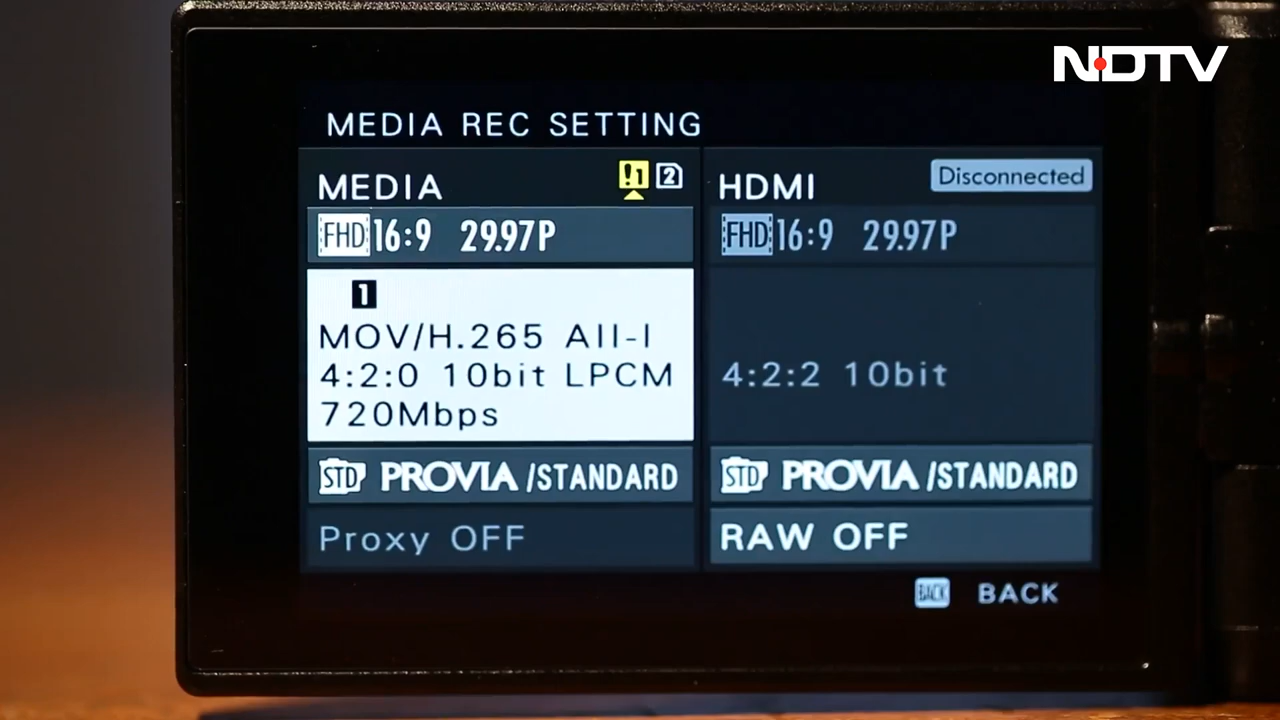 NDTV
MEDIA REC SETTING
MEDIA !1 2
FHD 16:9 29.97P
1
MOV/H.265 All-I
4:2:0 10bit LPCM
720Mbps
STD PROVIA/STANDARD
Proxy OFF
HDMI Disconnected
FHD 16:9 29.97P
4:2:2 10bit
STD PROVIA/STANDARD
RAW OFF
BACK BACK